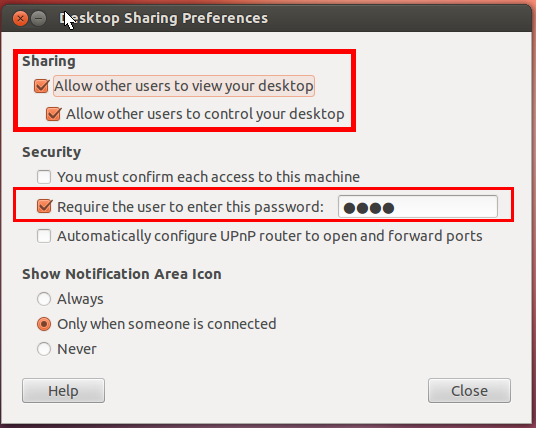 Desktop Sharing Preferences
Sharing
Allow other users to view your desktop
Allow other users to control your desktop
Security
You must confirm each access to this machine
Require the user to enter this password: ●●●●
Automatically configure UPnP router to open and forward ports
Show Notification Area Icon
Always
Only when someone is connected
Never
Help Close